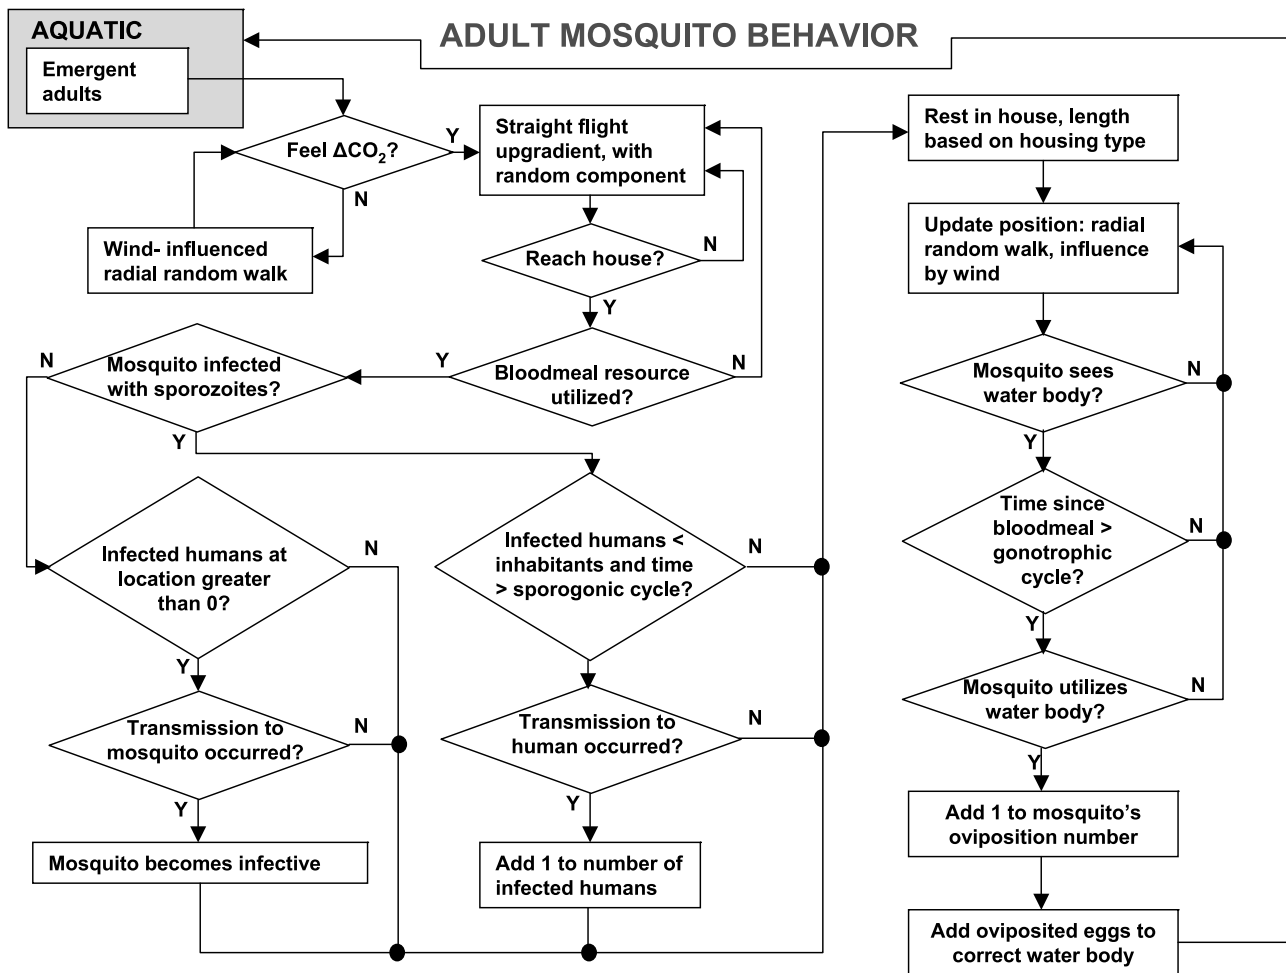 AQUATIC
ADULT MOSQUITO BEHAVIOR
Emergent
adults
Feel ΔCO₂?
Y
N
Wind- influenced
radial random walk
Straight flight
upgradient, with
random component
Reach house?
N
Y
Bloodmeal resource
utilized?
N
Y
Mosquito infected
with sporozoites?
N
Y
Infected humans at
location greater
than 0?
N
Y
Transmission to
mosquito occurred?
N
Y
Mosquito becomes infective
Infected humans <
inhabitants and time
> sporogonic cycle?
N
Y
Transmission to
human occurred?
N
Y
Add 1 to number of
infected humans
Rest in house, length
based on housing type
Update position: radial
random walk, influence
by wind
Mosquito sees
water body?
N
Y
Time since
bloodmeal >
gonotrophic
cycle?
N
Y
Mosquito utilizes
water body?
N
Y
Add 1 to mosquito’s
oviposition number
Add oviposited eggs to
correct water body